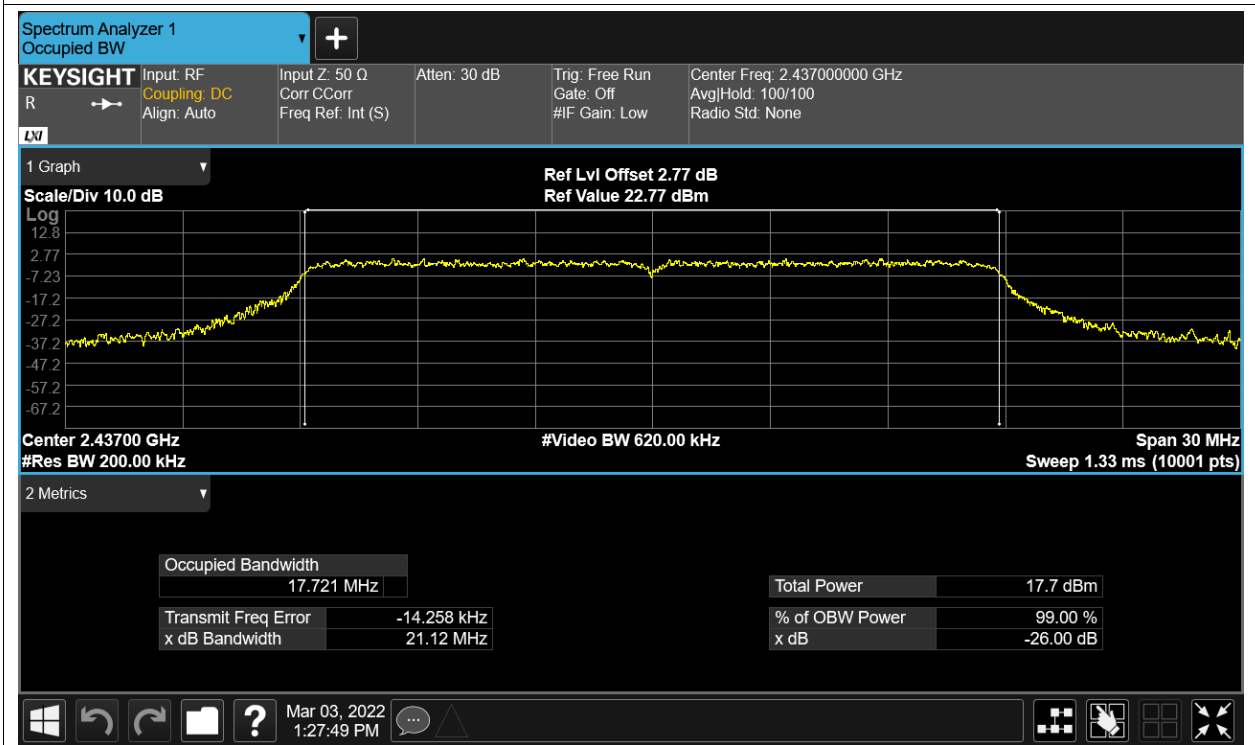 Spectrum Analyzer 1
Occupied BW
KEYSIGHT
R
LXI
Input: RF
Coupling: DC
Align: Auto
Input Z: 50 Ω
Corr CCorr
Freq Ref: Int (S)
Atten: 30 dB
Trig: Free Run
Gate: Off
#IF Gain: Low
Center Freq: 2.437000000 GHz
Avg|Hold: 100/100
Radio Std: None
1 Graph
Scale/Div 10.0 dB
Ref Lvl Offset 2.77 dB
Ref Value 22.77 dBm
Log
12.8
2.77
-7.23
-17.2
-27.2
-37.2
-47.2
-57.2
-67.2
Center 2.43700 GHz
#Video BW 620.00 kHz
Span 30 MHz
#Res BW 200.00 kHz
Sweep 1.33 ms (10001 pts)
2 Metrics
Occupied Bandwidth
17.721 MHz
Total Power 17.7 dBm
Transmit Freq Error -14.258 kHz
% of OBW Power 99.00 %
x dB Bandwidth 21.12 MHz
x dB -26.00 dB
?
Mar 03, 2022
1:27:49 PM